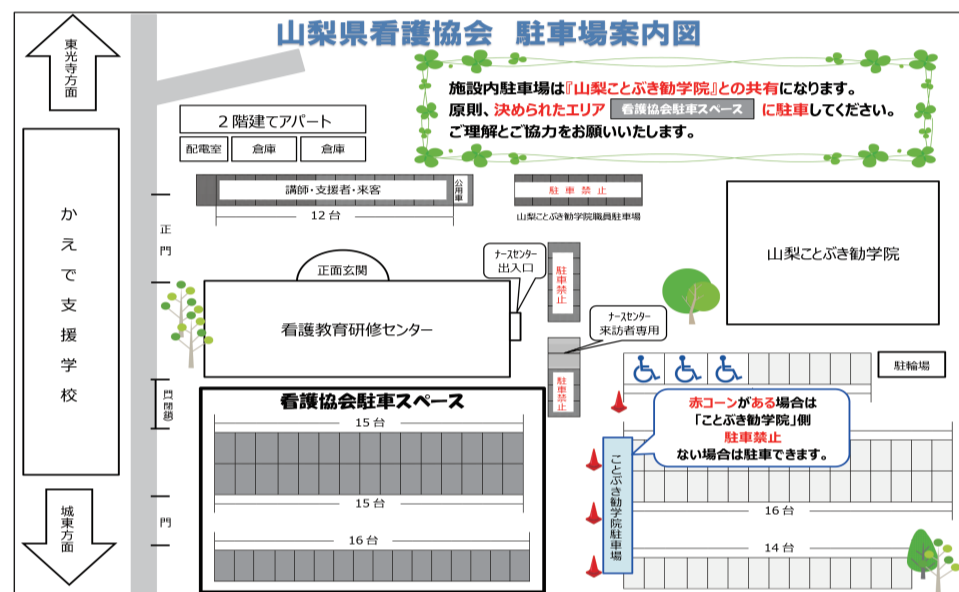 山梨県看護協会 駐車場案内図
東光寺方面
施設内駐車場は『山梨ことぶき勧学院』との共有になります。
原則、決められたエリア 看護協会駐車スペース に駐車してください。
ご理解とご協力をお願いいたします。
2階建てアパート
配電室
倉庫
倉庫
講師・支援者・来客
公用車
12台
駐車禁止
山梨ことぶき勧学院職員駐車場
かえで支援学校
正門
正面玄関
ナースセンター
出入口
駐車禁止
山梨ことぶき勧学院
看護教育研修センター
ナースセンター
来訪者専用
駐車禁止
駐輪場
門閉鎖
看護協会駐車スペース
15台
15台
16台
赤コーンがある場合は
「ことぶき勧学院」側
駐車禁止
ない場合は駐車できます。
ことぶき勧学院駐車場
16台
14台
門
城東方面